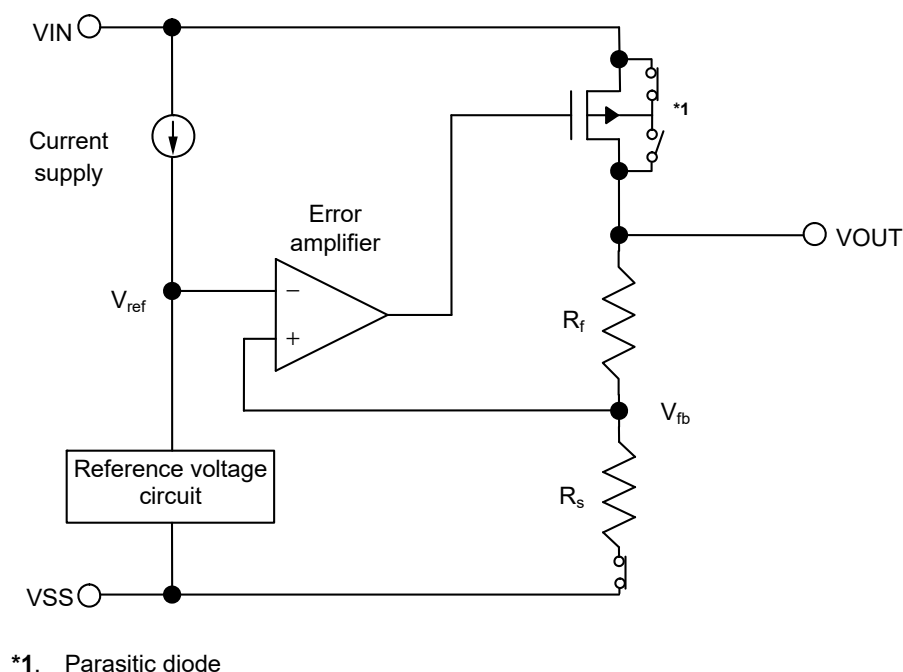 VIN
*1
Current
supply
Error
amplifier
VOUT
Vref
−
+
Rf
Vfb
Reference voltage
circuit
Rs
VSS
*1. Parasitic diode